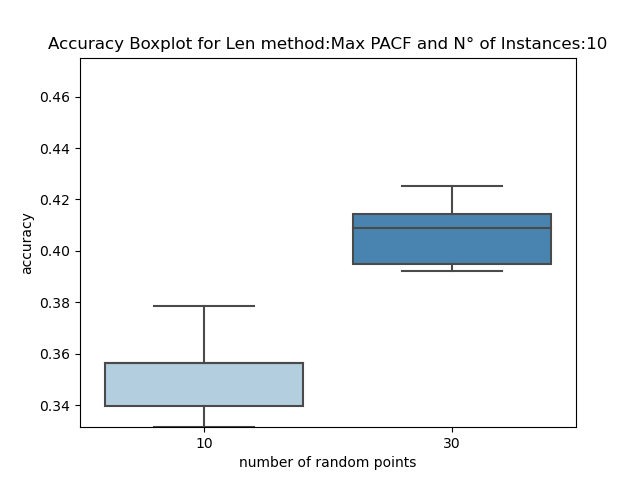 Accuracy Boxplot for Len method:Max PACF and N° of Instances:10
0.46
0.44
0.42
0.40
0.38
0.36
0.34
accuracy
10 30
number of random points